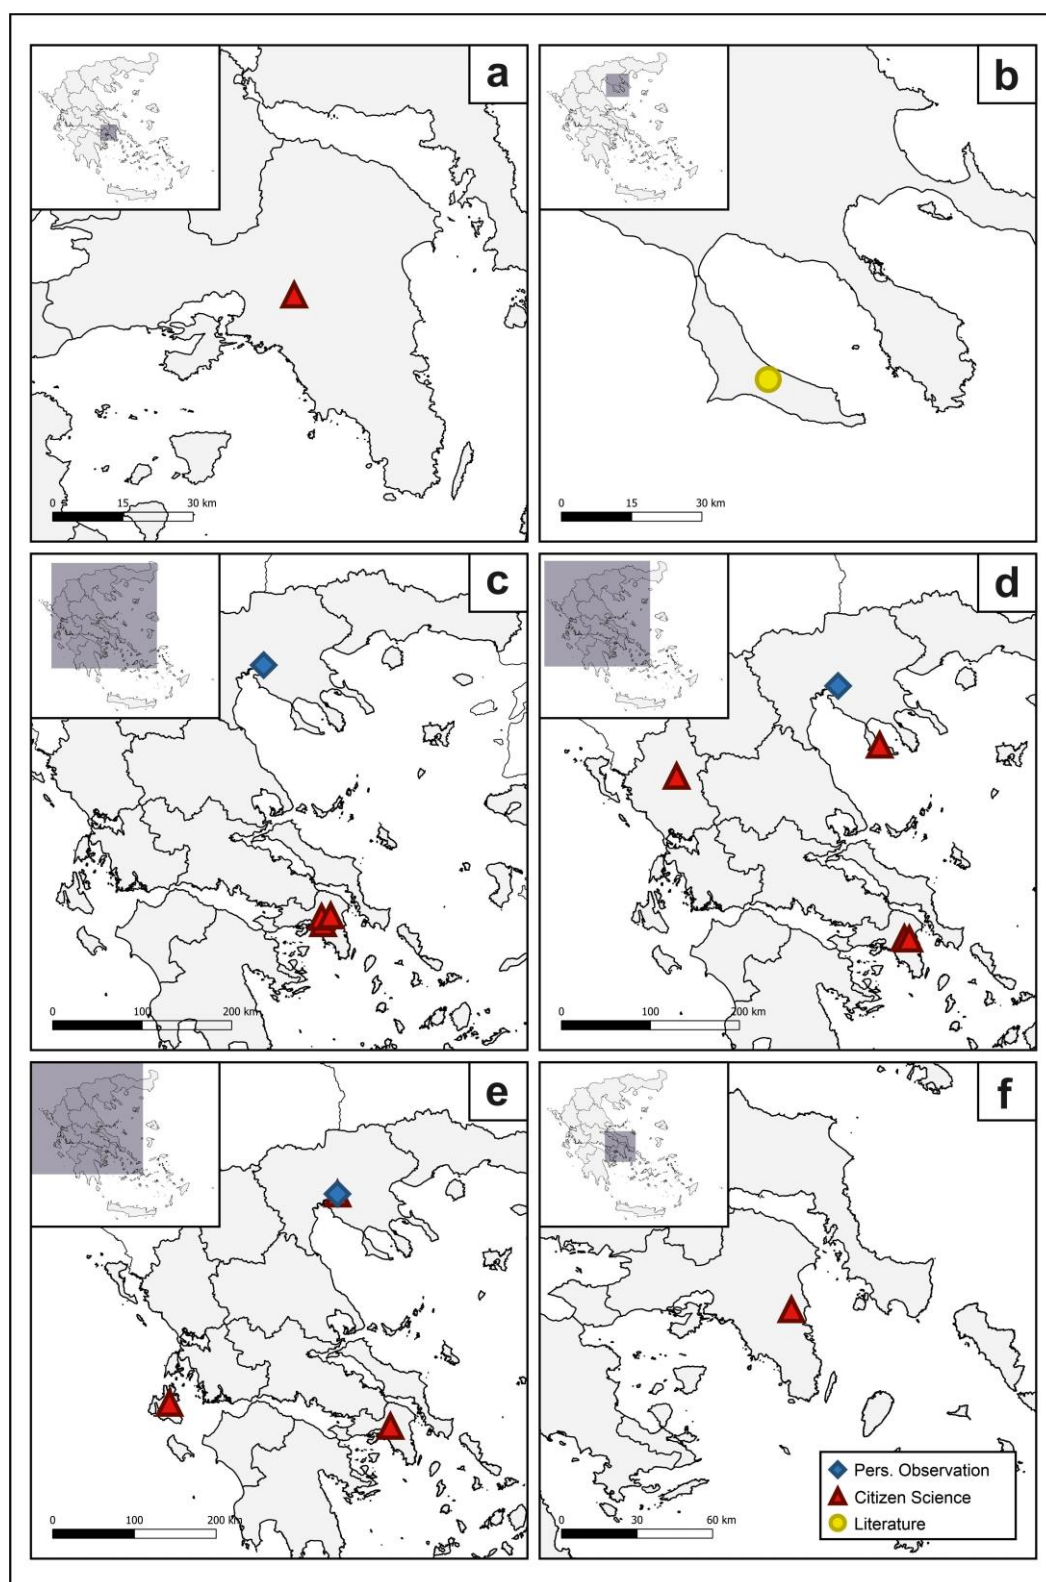 a
b
0 15 30 km
0 15 30 km
c
d
0 100 200 km
0 100 200 km
e
f
Pers. Observation
Citizen Science
Literature
0 100 200 km
0 30 60 km